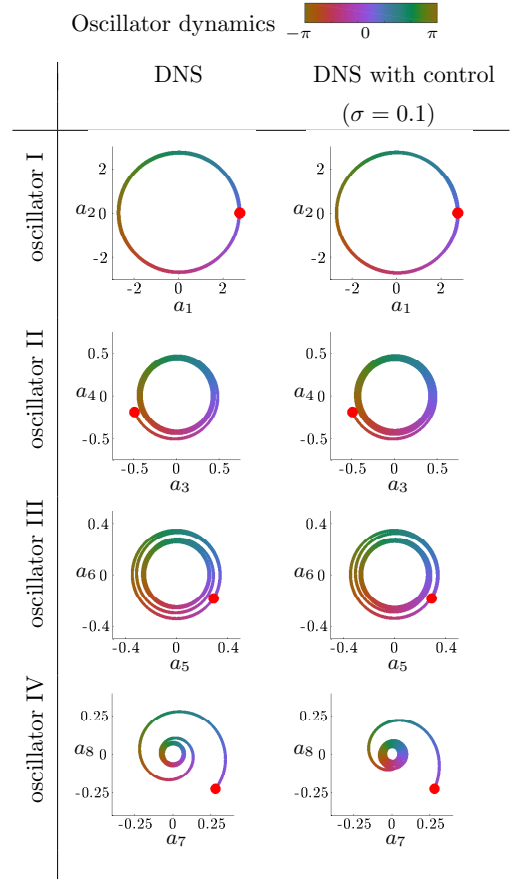 Oscillator dynamics
−π 0 π
DNS DNS with control
(σ = 0.1)
oscillator I
2
a2 0
-2
-2 0 2
a1
2
a2 0
-2
-2 0 2
a1
oscillator II
0.5
a4 0
-0.5
-0.5 0 0.5
a3
0.5
a4 0
-0.5
-0.5 0 0.5
a3
oscillator III
0.4
a6 0
-0.4
-0.4 0 0.4
a5
0.4
a6 0
-0.4
-0.4 0 0.4
a5
oscillator IV
0.25
a8 0
-0.25
-0.25 0 0.25
a7
0.25
a8 0
-0.25
-0.25 0 0.25
a7